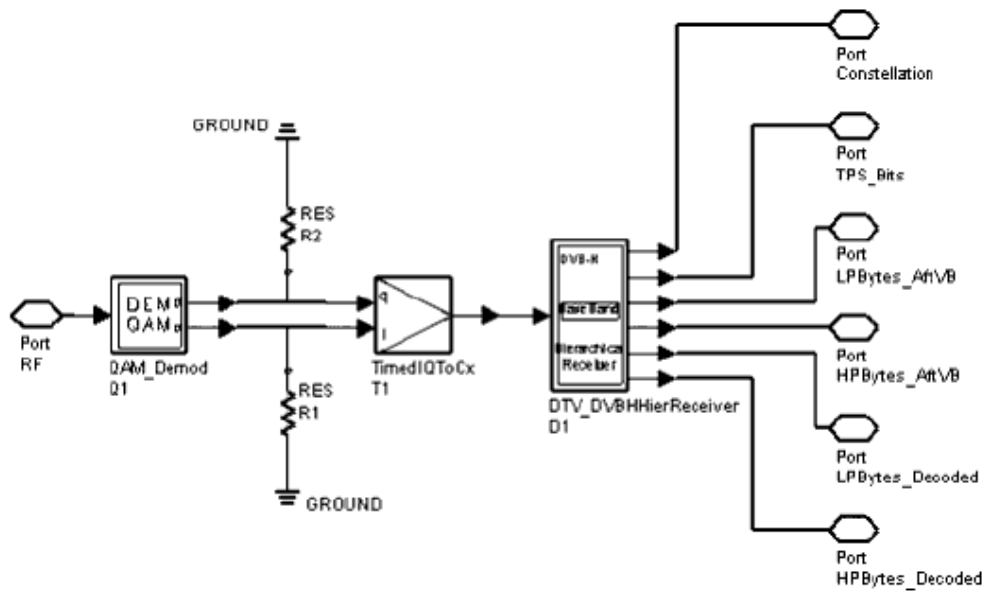 Port
Constellation
GROUND
Port
TPS_Bits
RES
R2
DVB-H
Port
LPBytes_AftVB
DEM
QAM
q
I
Base Band
Port
RF
QAM_Demod
Q1
TimedIQToCx
T1
Hierarchical
Receiver
Port
HPBytes_AftVB
RES
R1
DTV_DVBHHierReceiver
D1
Port
LPBytes_Decoded
GROUND
Port
HPBytes_Decoded